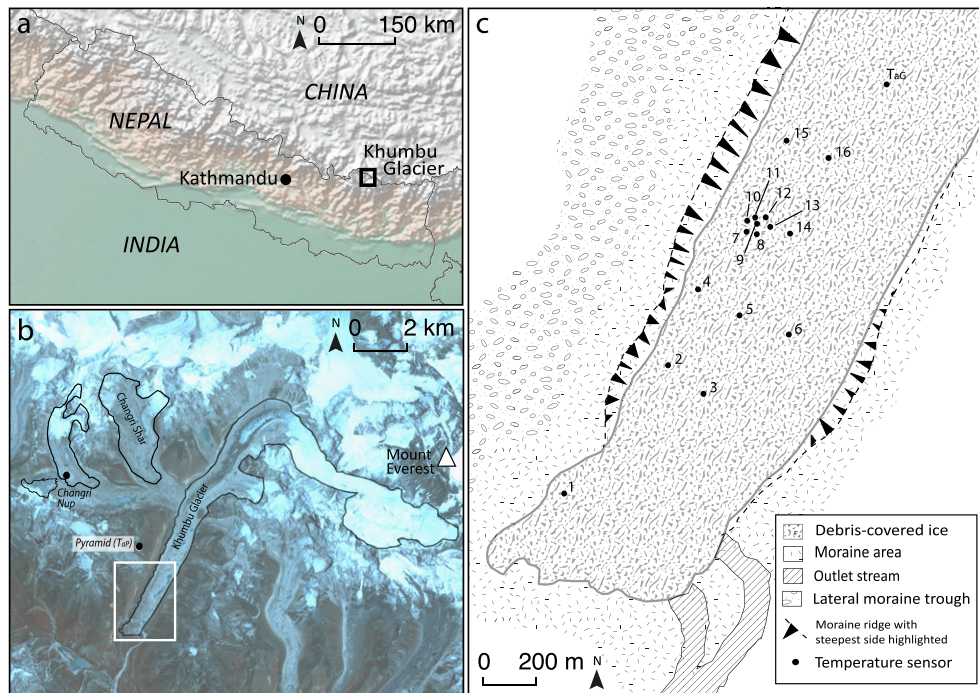 a
N
0 150 km
CHINA
NEPAL
Khumbu
Glacier
Kathmandu
INDIA
b
N
0 2 km
Changri Shar
Mount
Everest
Changri
Nup
Khumbu Glacier
Pyramid (TaP)
c
TaG
15
16
11
10
12
13
7
8
14
9
4
5
6
2
3
1
Debris-covered ice
Moraine area
Outlet stream
Lateral moraine trough
Moraine ridge with
steepest side highlighted
Temperature sensor
0 200 m
N